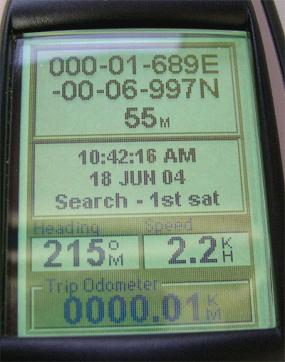 000-01-689E
-00-06-997N
55M
10:42:16 AM
18 JUN 04
Search - 1st sat
Heading Speed
215°M 2.2KH
Trip Odometer
0000.01KM